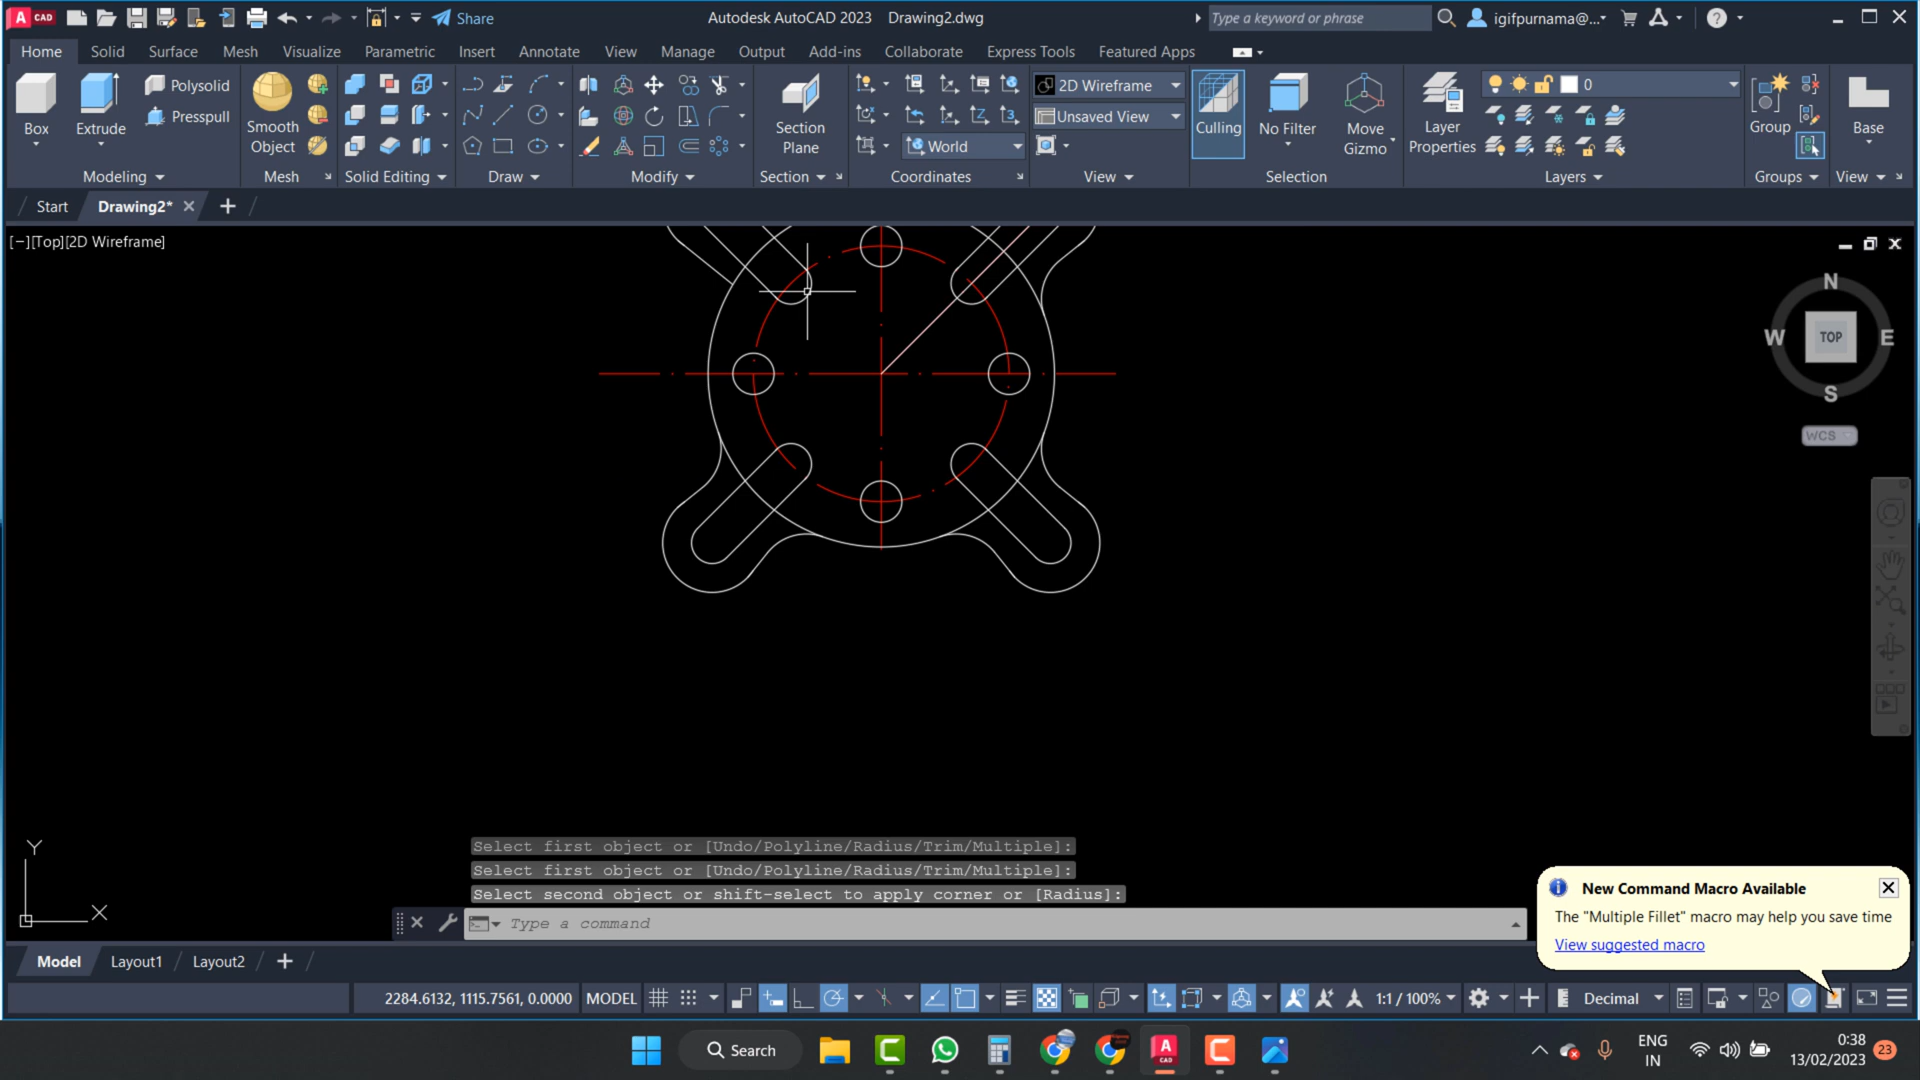 A CAD
Share
Autodesk AutoCAD 2023 Drawing2.dwg
Type a keyword or phrase
igifpurnama@...
?
Home Solid Surface Mesh Visualize Parametric Insert Annotate View Manage Output Add-ins Collaborate Express Tools Featured Apps
Box
Extrude
Polysolid
Presspull
Modeling
Smooth
Object
Mesh
Solid Editing
Draw
Modify
Section
Plane
Section
World
Coordinates
2D Wireframe
Unsaved View
View
Culling
No Filter
Move
Gizmo
Selection
Layer
Properties
0
Layers
Group
Groups
Base
View
Start Drawing2*
[−][Top][2D Wireframe]
N
W TOP E
S
WCS
Y
X
Select first object or [Undo/Polyline/Radius/Trim/Multiple]:
Select first object or [Undo/Polyline/Radius/Trim/Multiple]:
Select second object or shift-select to apply corner or [Radius]:
Type a command
New Command Macro Available
The "Multiple Fillet" macro may help you save time
View suggested macro
Model Layout1 Layout2
2284.6132, 1115.7561, 0.0000 MODEL
1:1 / 100%
Decimal
Search
A CAD
ENG
IN
0:38
13/02/2023
23